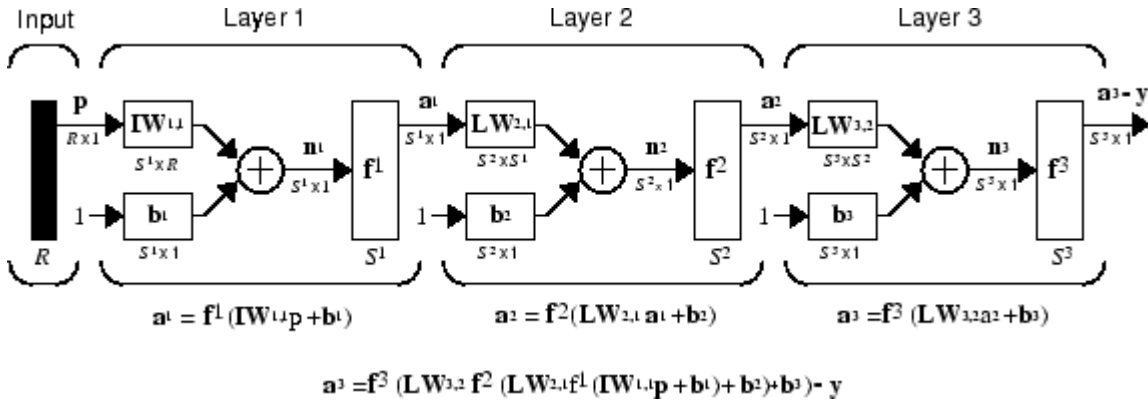 Input Layer 1 Layer 2 Layer 3
p a¹ a² a³ - y
IW¹,¹ LW²,¹ LW³,²
R x 1 n¹ S¹ x 1 n² S² x 1 n³ S³ x 1
S¹ x R S² x S¹ S³ x S²
S¹ x 1 f¹ S² x 1 f² S³ x 1 f³
1 b¹ 1 b² 1 b³
R S¹ x 1 S¹ S² x 1 S² S³ x 1 S³
a¹ = f¹ (IW¹,¹p + b¹) a² = f² (LW²,¹ a¹ + b²) a³ = f³ (LW³,²a² + b³)
a³ = f³ (LW³,² f² (LW²,¹f¹ (IW¹,¹p + b¹) + b²) + b³) - y